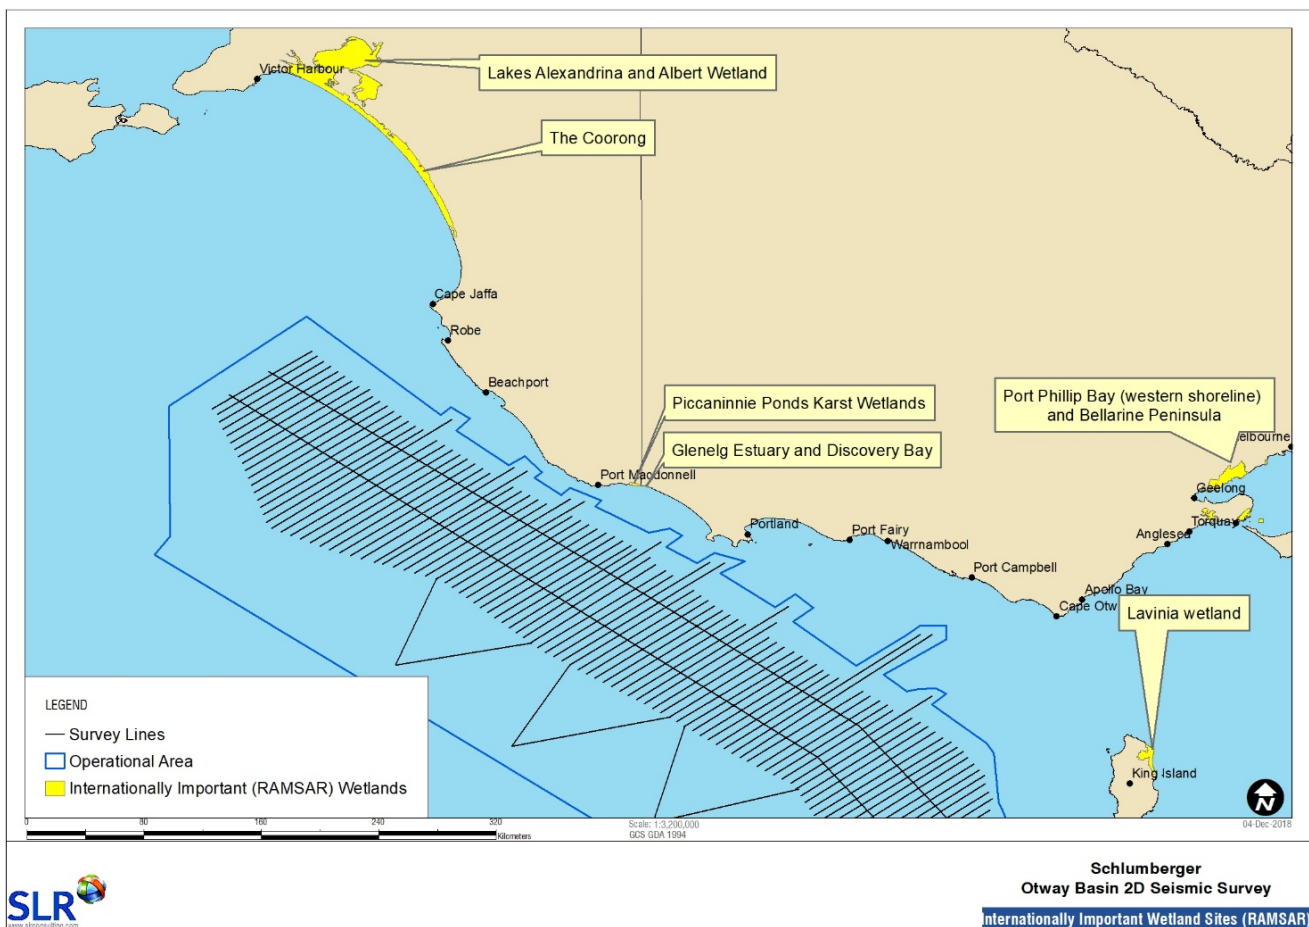 Victor Harbour
Lakes Alexandrina and Albert Wetland
The Coorong
Cape Jaffa
Robe
Beachport
Piccaninnie Ponds Karst Wetlands
Glenelg Estuary and Discovery Bay
Port Macdonnell
Port Phillip Bay (western shoreline)
and Bellarine Peninsula
elbourne
Geelong
Torquay
Anglesea
Portland
Port Fairy
Warrnambool
Port Campbell
Apollo Bay
Cape Otw
Lavinia wetland
King Island
LEGEND
Survey Lines
Operational Area
Internationally Important (RAMSAR) Wetlands
N
0 80 160 240 320
Kilometers
Scale: 1:3,200,000
GCS GDA 1994
04-Dec-2018
SLR
www.slrconsulting.com
Schlumberger
Otway Basin 2D Seismic Survey
Internationally Important Wetland Sites (RAMSAR)